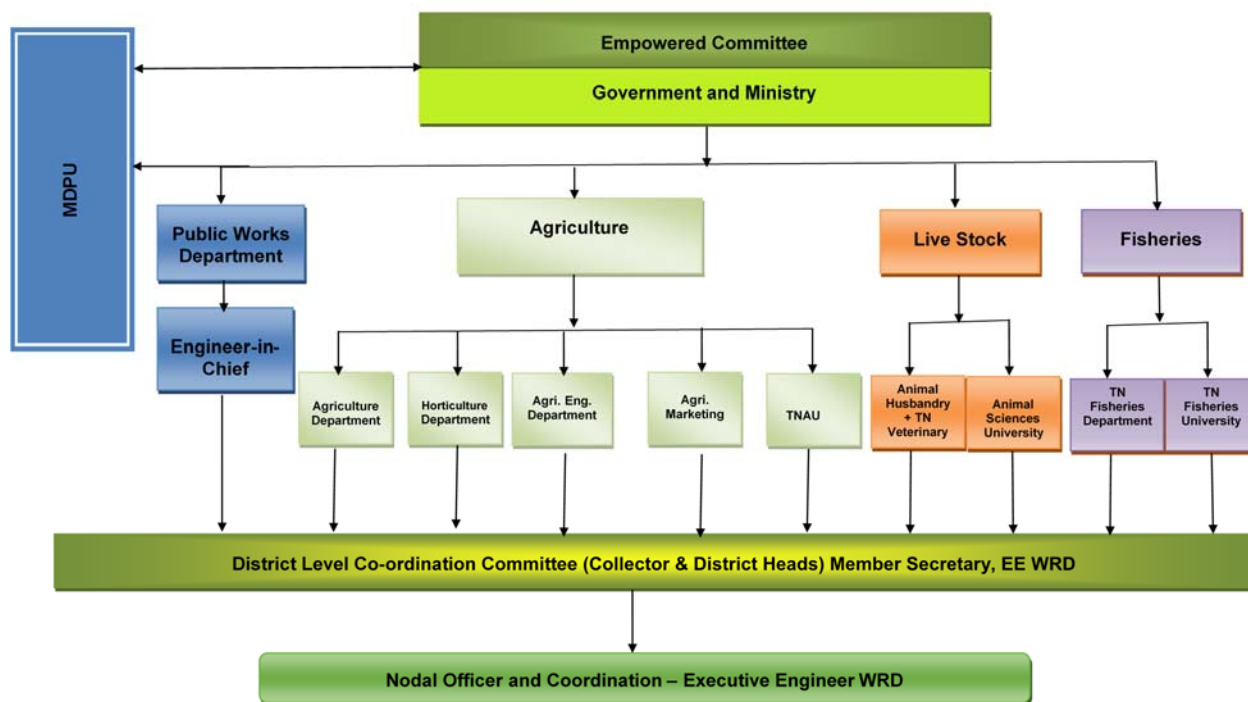 Empowered Committee
Government and Ministry
MDPU
Public Works
Department
Agriculture
Live Stock
Fisheries
Engineer-in-
Chief
Agriculture
Department
Horticulture
Department
Agri. Eng.
Department
Agri.
Marketing
TNAU
Animal
Husbandry
+ TN
Veterinary
Animal
Sciences
University
TN
Fisheries
Department
TN
Fisheries
University
District Level Co-ordination Committee (Collector & District Heads) Member Secretary, EE WRD
Nodal Officer and Coordination – Executive Engineer WRD